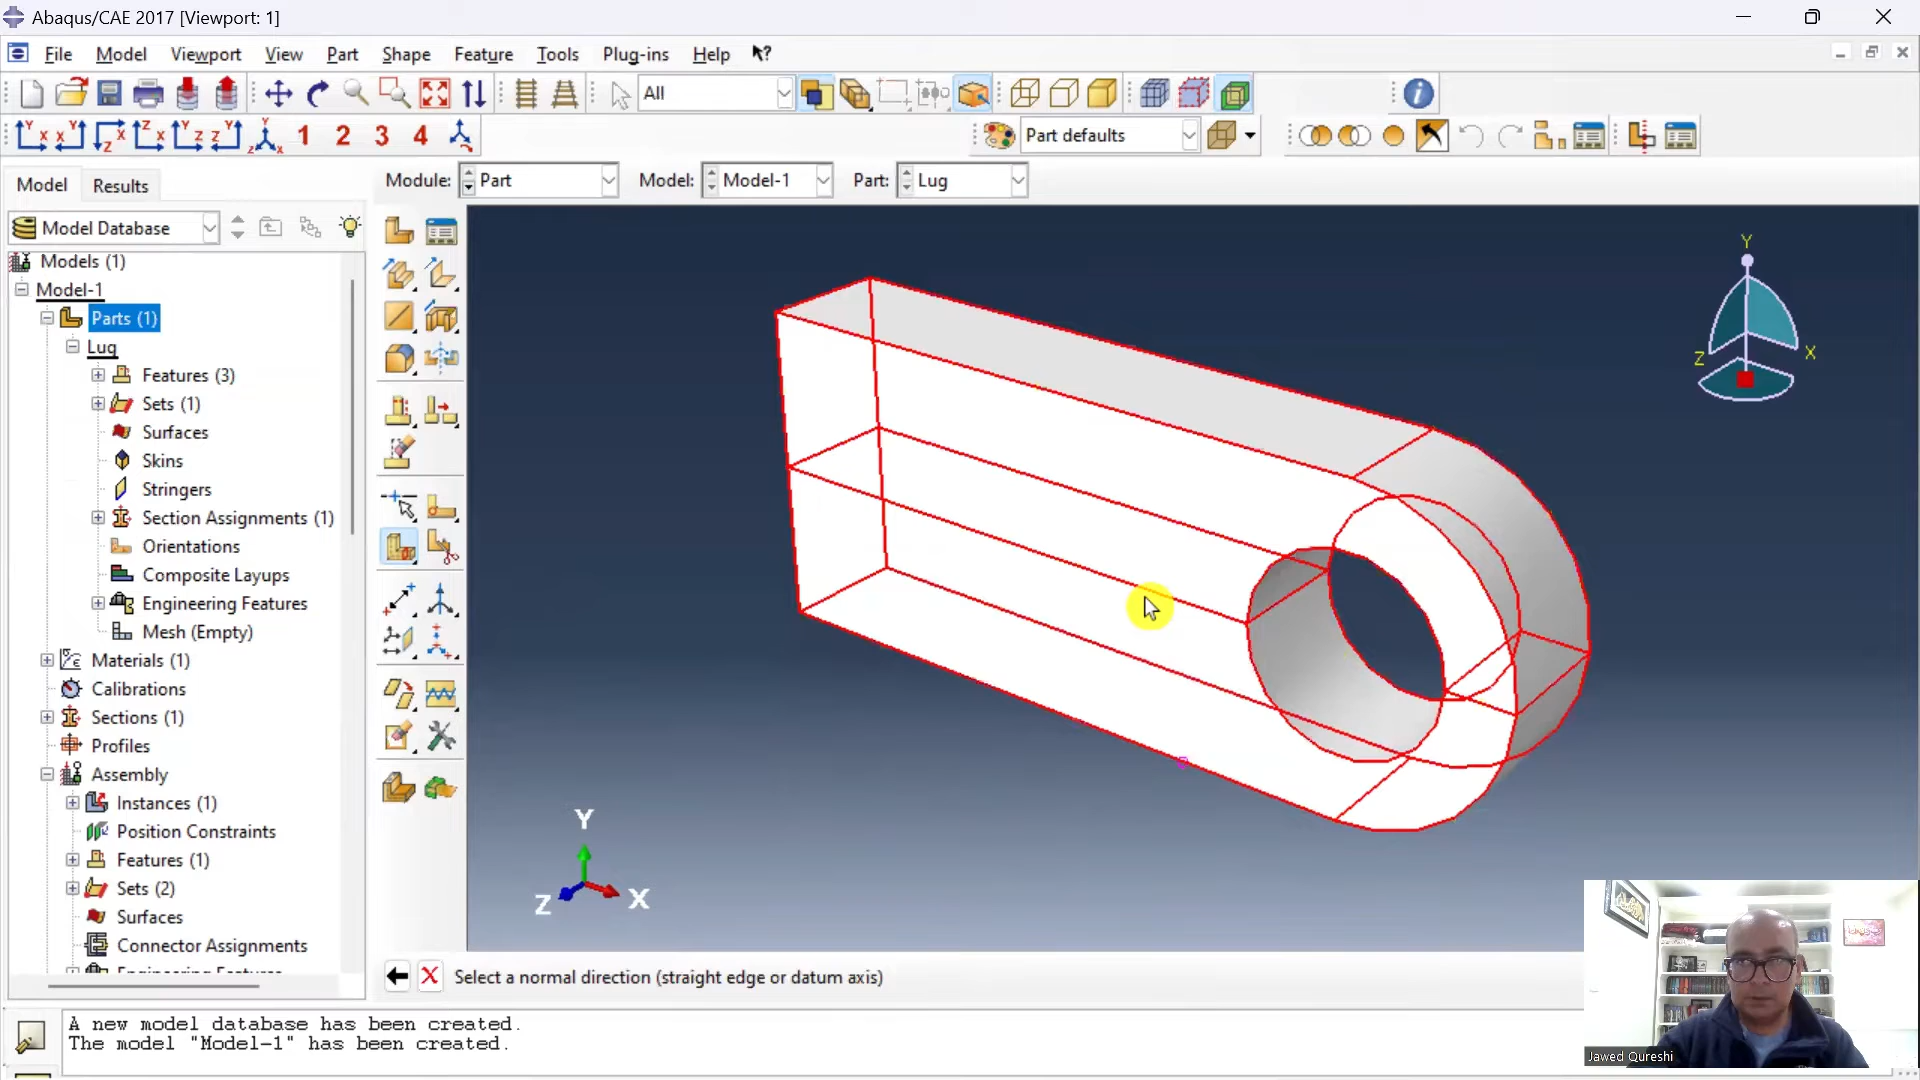 Abaqus/CAE 2017 [Viewport: 1]
File Model Viewport View Part Shape Feature Tools Plug-ins Help
All
1 2 3 4
Part defaults
Model Results
Module: Part Model: Model-1 Part: Lug
Model Database
Models (1)
Model-1
Parts (1)
Lug
Features (3)
Sets (1)
Surfaces
Skins
Stringers
Section Assignments (1)
Orientations
Composite Layups
Engineering Features
Mesh (Empty)
Materials (1)
Calibrations
Sections (1)
Profiles
Assembly
Instances (1)
Position Constraints
Features (1)
Sets (2)
Surfaces
Connector Assignments
Engineering Features
Y
Z
X
Y
Z
X
Select a normal direction (straight edge or datum axis)
A new model database has been created.
The model "Model-1" has been created.
Jawed Qureshi